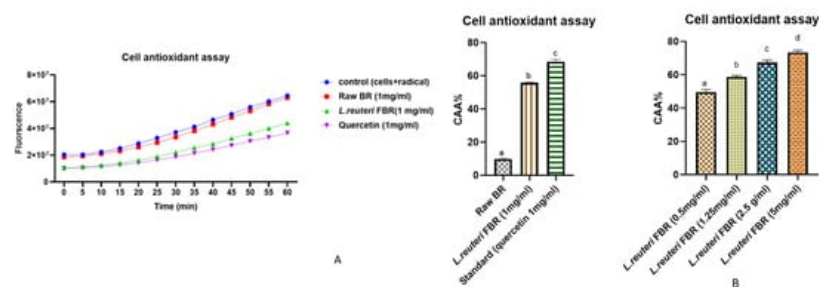 Cell antioxidant assay
Fluorescence
8×10⁷
6×10⁷
4×10⁷
2×10⁷
0
0 5 10 15 20 25 30 35 40 45 50 55 60
Time (min)
control (cells+radical)
Raw BR (1mg/ml)
L.reuteri FBR(1 mg/ml)
Quercetin (1mg/ml)
A
Cell antioxidant assay
CAA%
80
60
40
20
0
a
b
c
Raw BR
L.reuteri FBR (1mg/ml)
Standard (quercetin 1mg/ml)
Cell antioxidant assay
CAA%
80
60
40
20
0
a
b
c
d
L.reuteri FBR (0.5mg/ml)
L.reuteri FBR (1.25mg/ml)
L.reuteri FBR (2.5 g/ml)
L.reuteri FBR (5mg/ml)
B